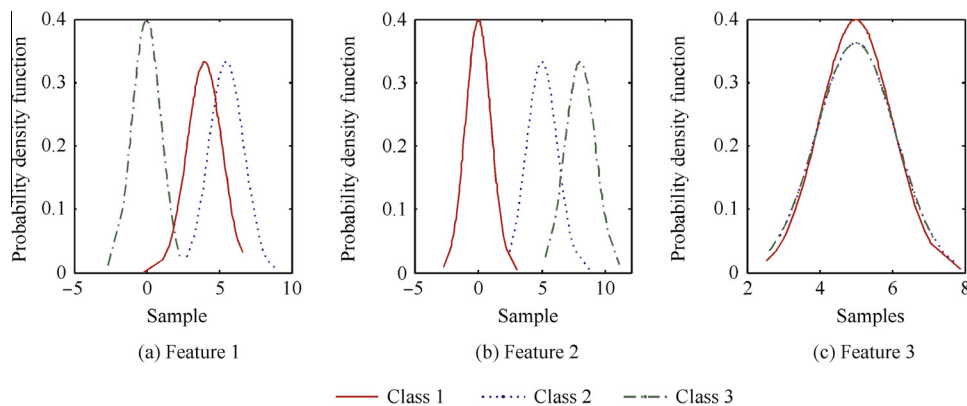 Probability density function
0.4
0.3
0.2
0.1
0
−5
0
5
10
Sample
(a) Feature 1
Probability density function
0.4
0.3
0.2
0.1
0
−5
0
5
10
Sample
(b) Feature 2
Probability density function
0.4
0.3
0.2
0.1
0
2
4
6
8
Samples
(c) Feature 3
Class 1
Class 2
Class 3